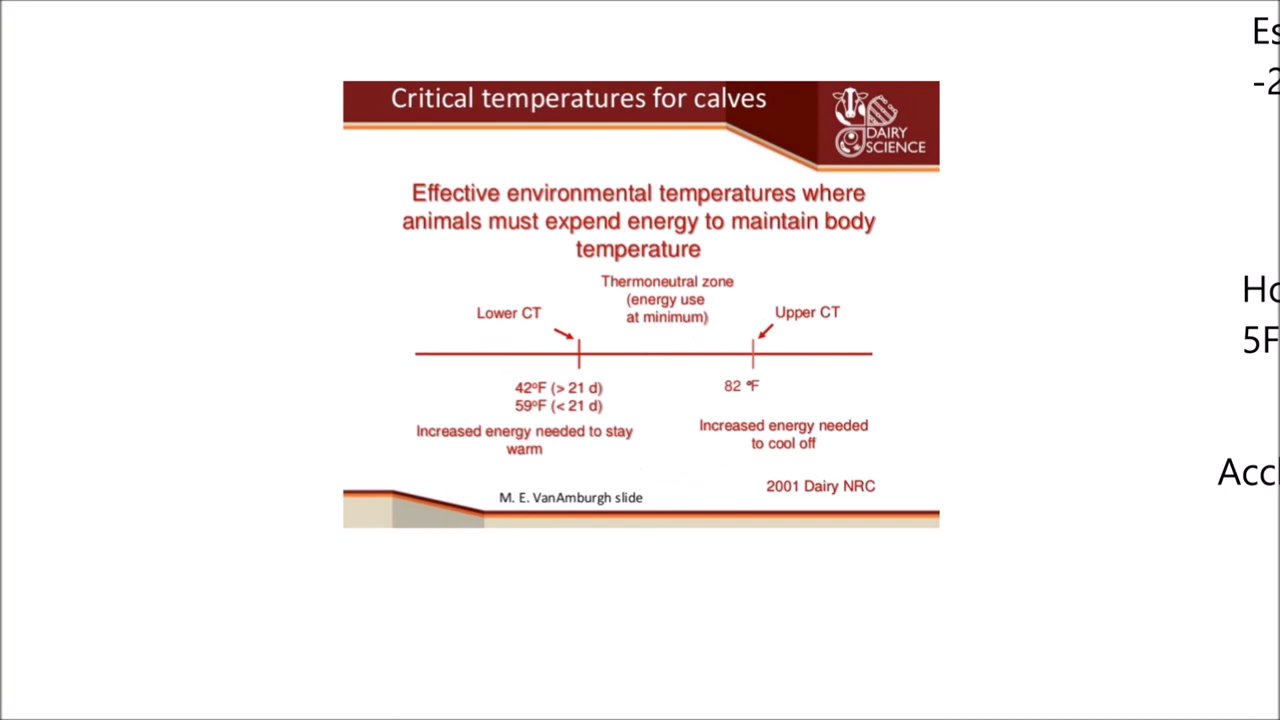 Critical temperatures for calves
DAIRY
SCIENCE
Effective environmental temperatures where
animals must expend energy to maintain body
temperature
Thermoneutral zone
(energy use
at minimum)
Lower CT
Upper CT
42ºF (> 21 d)
59ºF (< 21 d)
82 ºF
Increased energy needed to stay
warm
Increased energy needed
to cool off
2001 Dairy NRC
M. E. VanAmburgh slide
5F